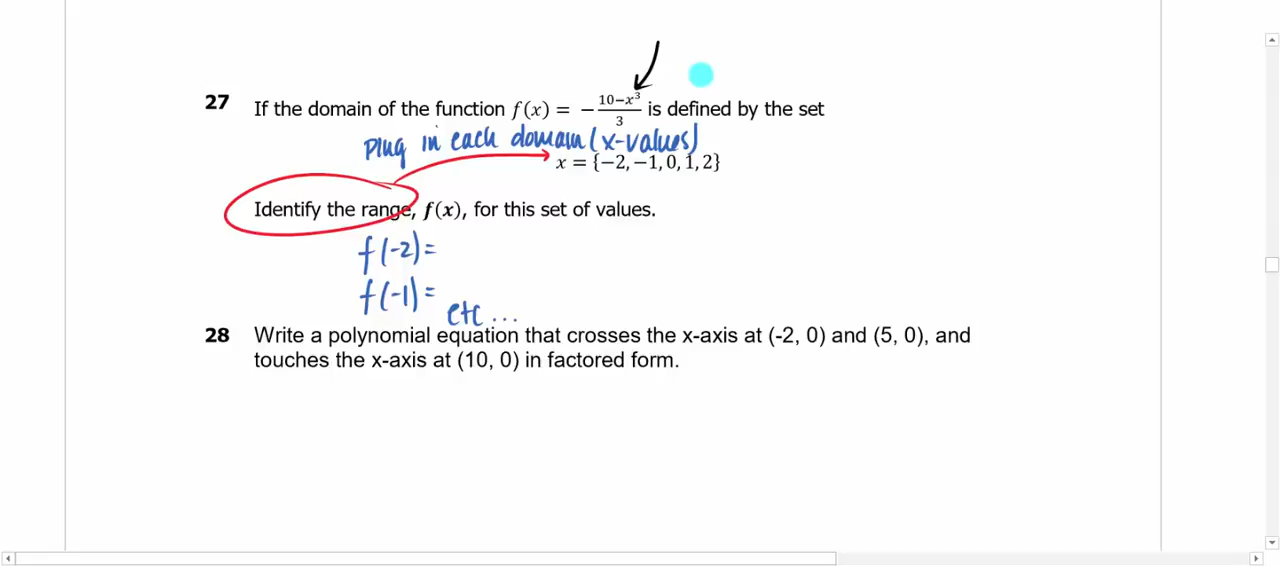 27 If the domain of the function f(x) = −\frac{10−x³}{3} is defined by the set
Plug in each domain (x-values)
x = {−2, −1, 0, 1, 2}
Identify the range, f(x), for this set of values.
f(-2) =
f(-1) =
etc ...
28 Write a polynomial equation that crosses the x-axis at (-2, 0) and (5, 0), and
touches the x-axis at (10, 0) in factored form.